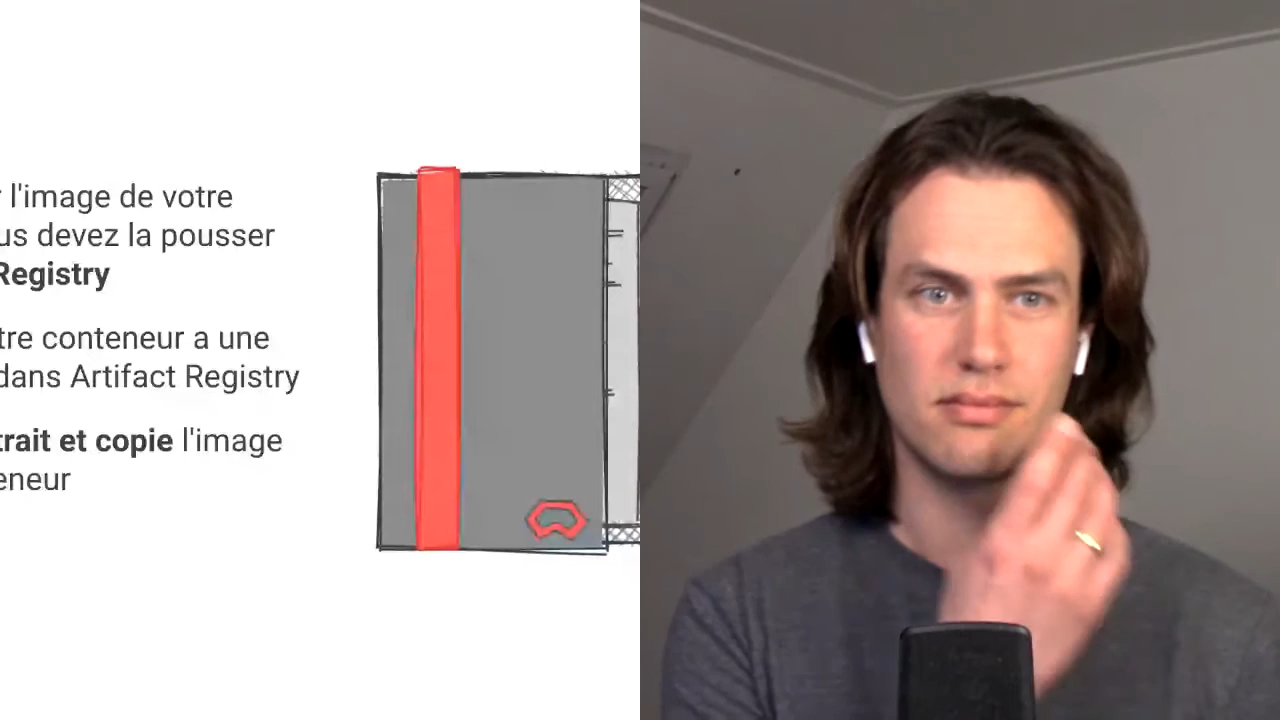 l'image de votre
us devez la pousser
Registry
tre conteneur a une
dans Artifact Registry
trait et copie l'image
eneur